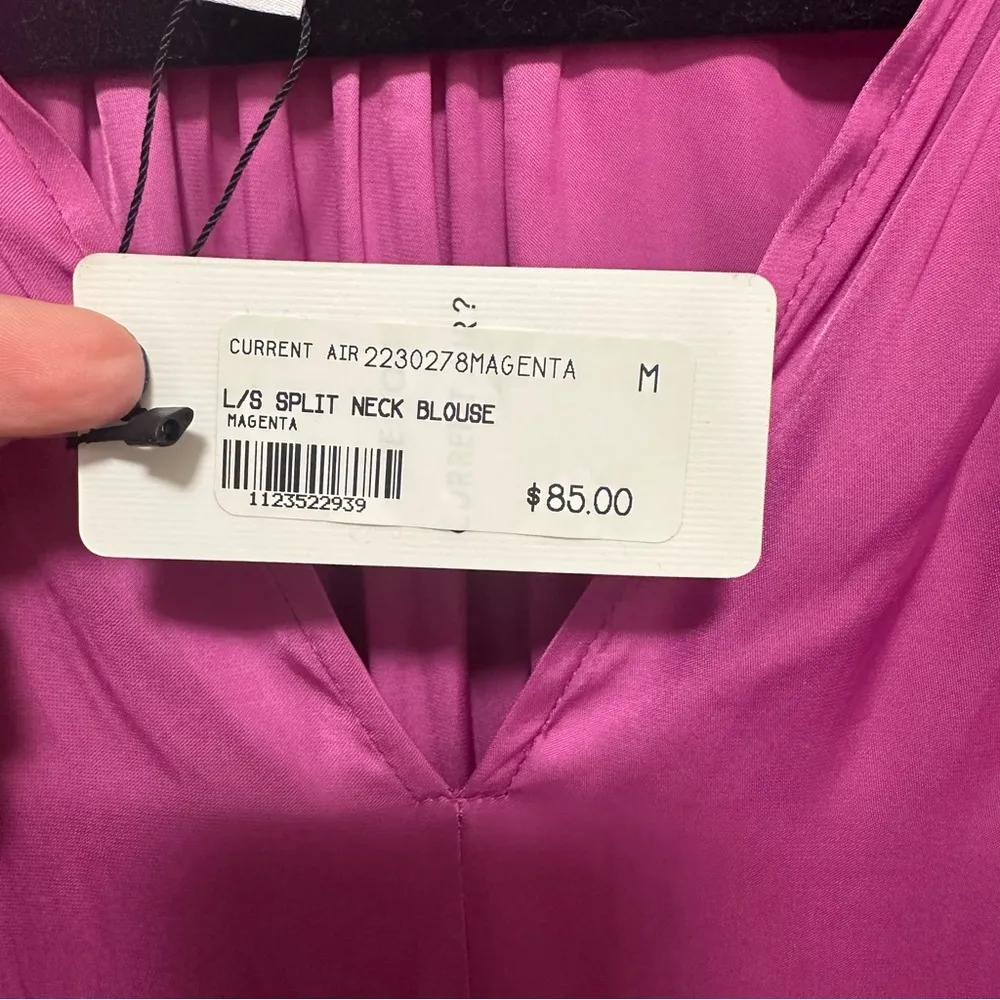 CURRENT AIR 2230278MAGENTA M
L/S SPLIT NECK BLOUSE
MAGENTA
1123522939
$85.00